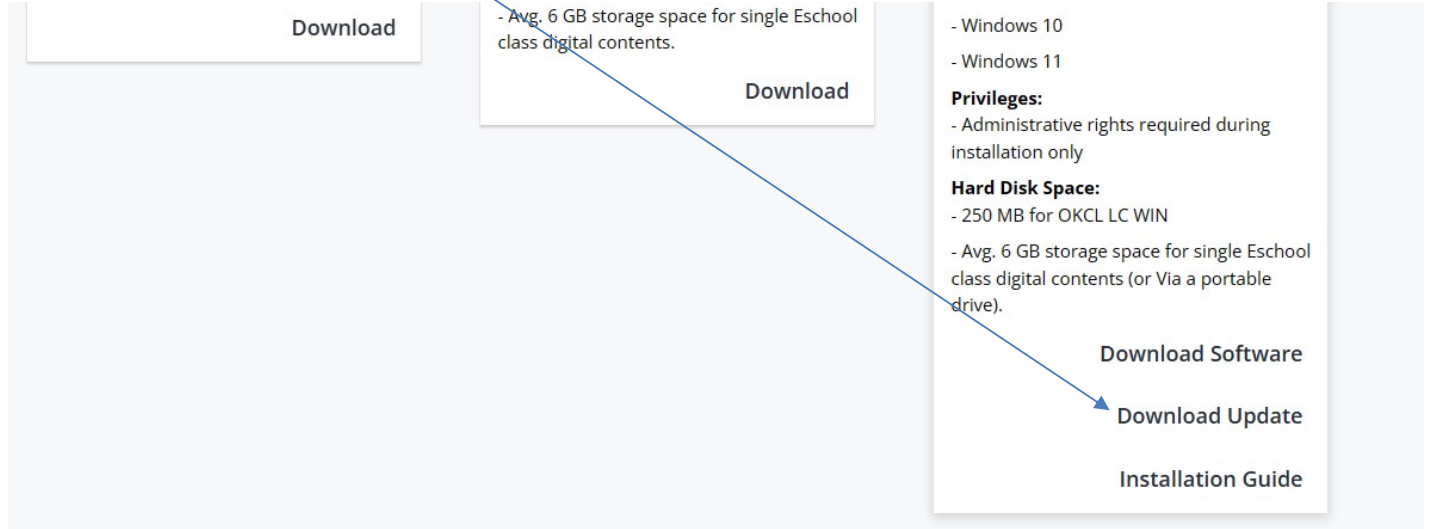 Download
- Avg. 6 GB storage space for single Eschool
class digital contents.
Download
- Windows 10
- Windows 11
Privileges:
- Administrative rights required during
installation only
Hard Disk Space:
- 250 MB for OKCL LC WIN
- Avg. 6 GB storage space for single Eschool
class digital contents (or Via a portable
drive).
Download Software
Download Update
Installation Guide